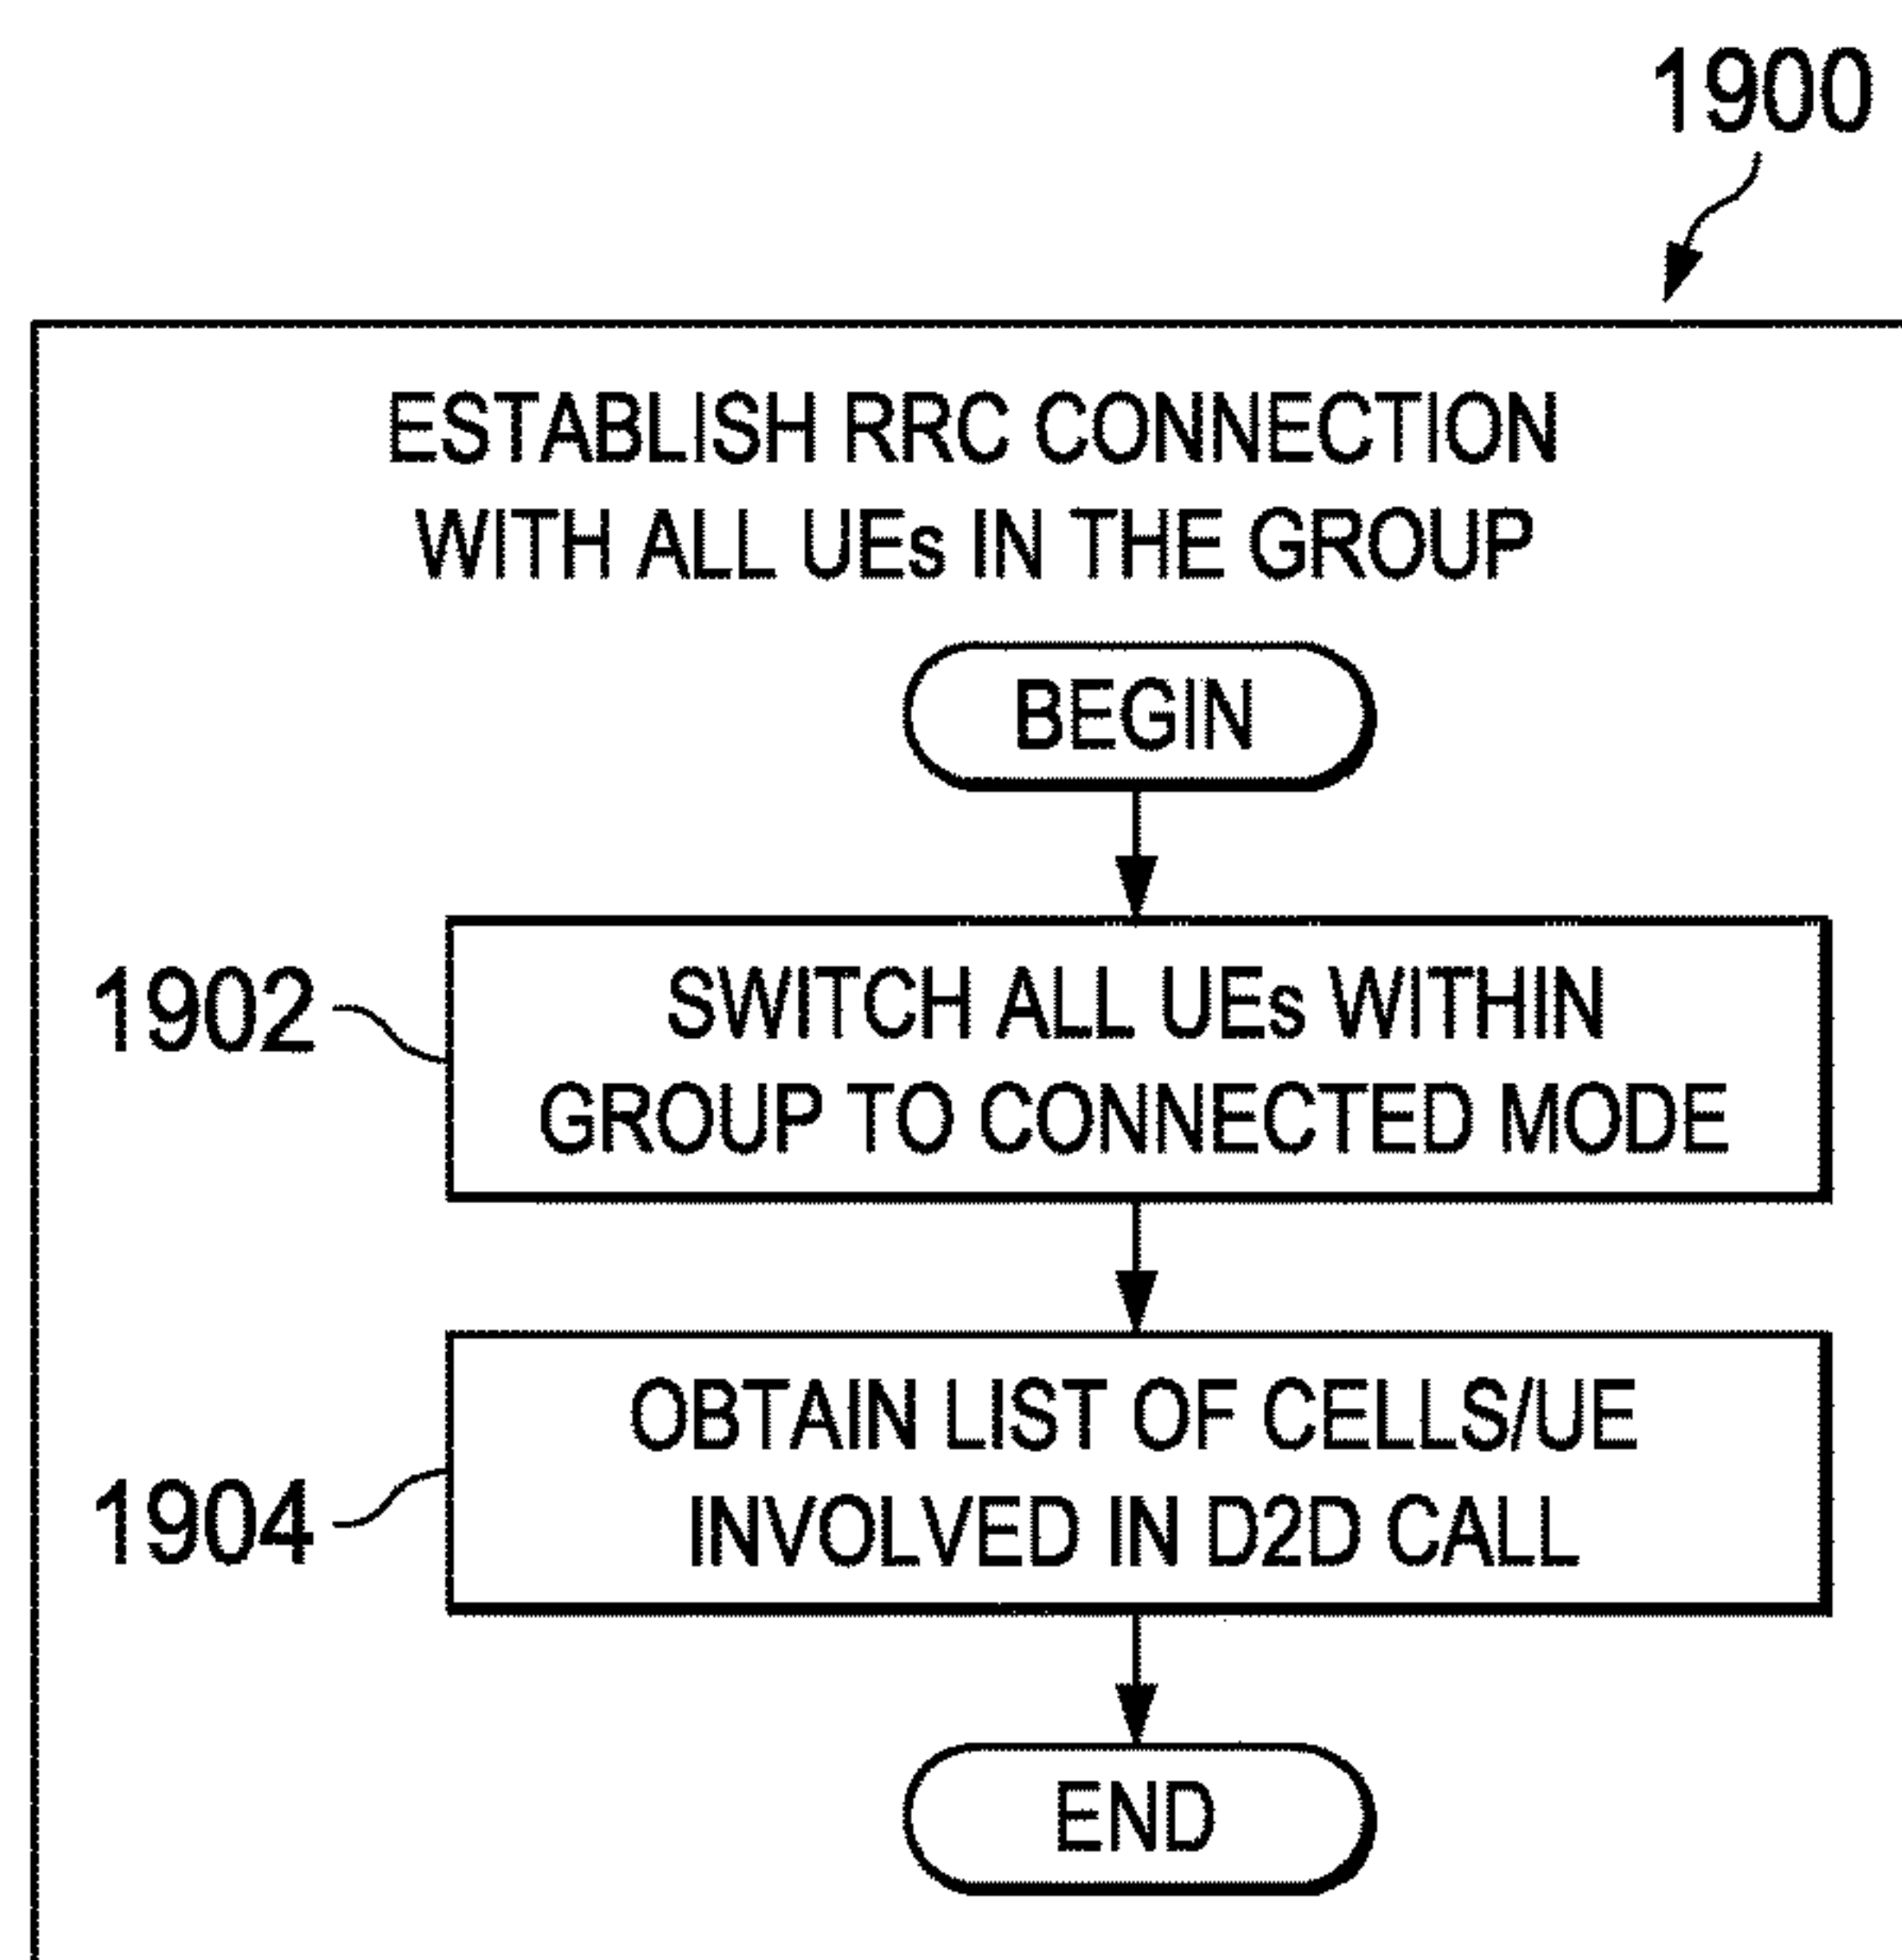 1900
ESTABLISH RRC CONNECTION
WITH ALL UEs IN THE GROUP
BEGIN
1902
SWITCH ALL UEs WITHIN
GROUP TO CONNECTED MODE
1904
OBTAIN LIST OF CELLS/UE
INVOLVED IN D2D CALL
END